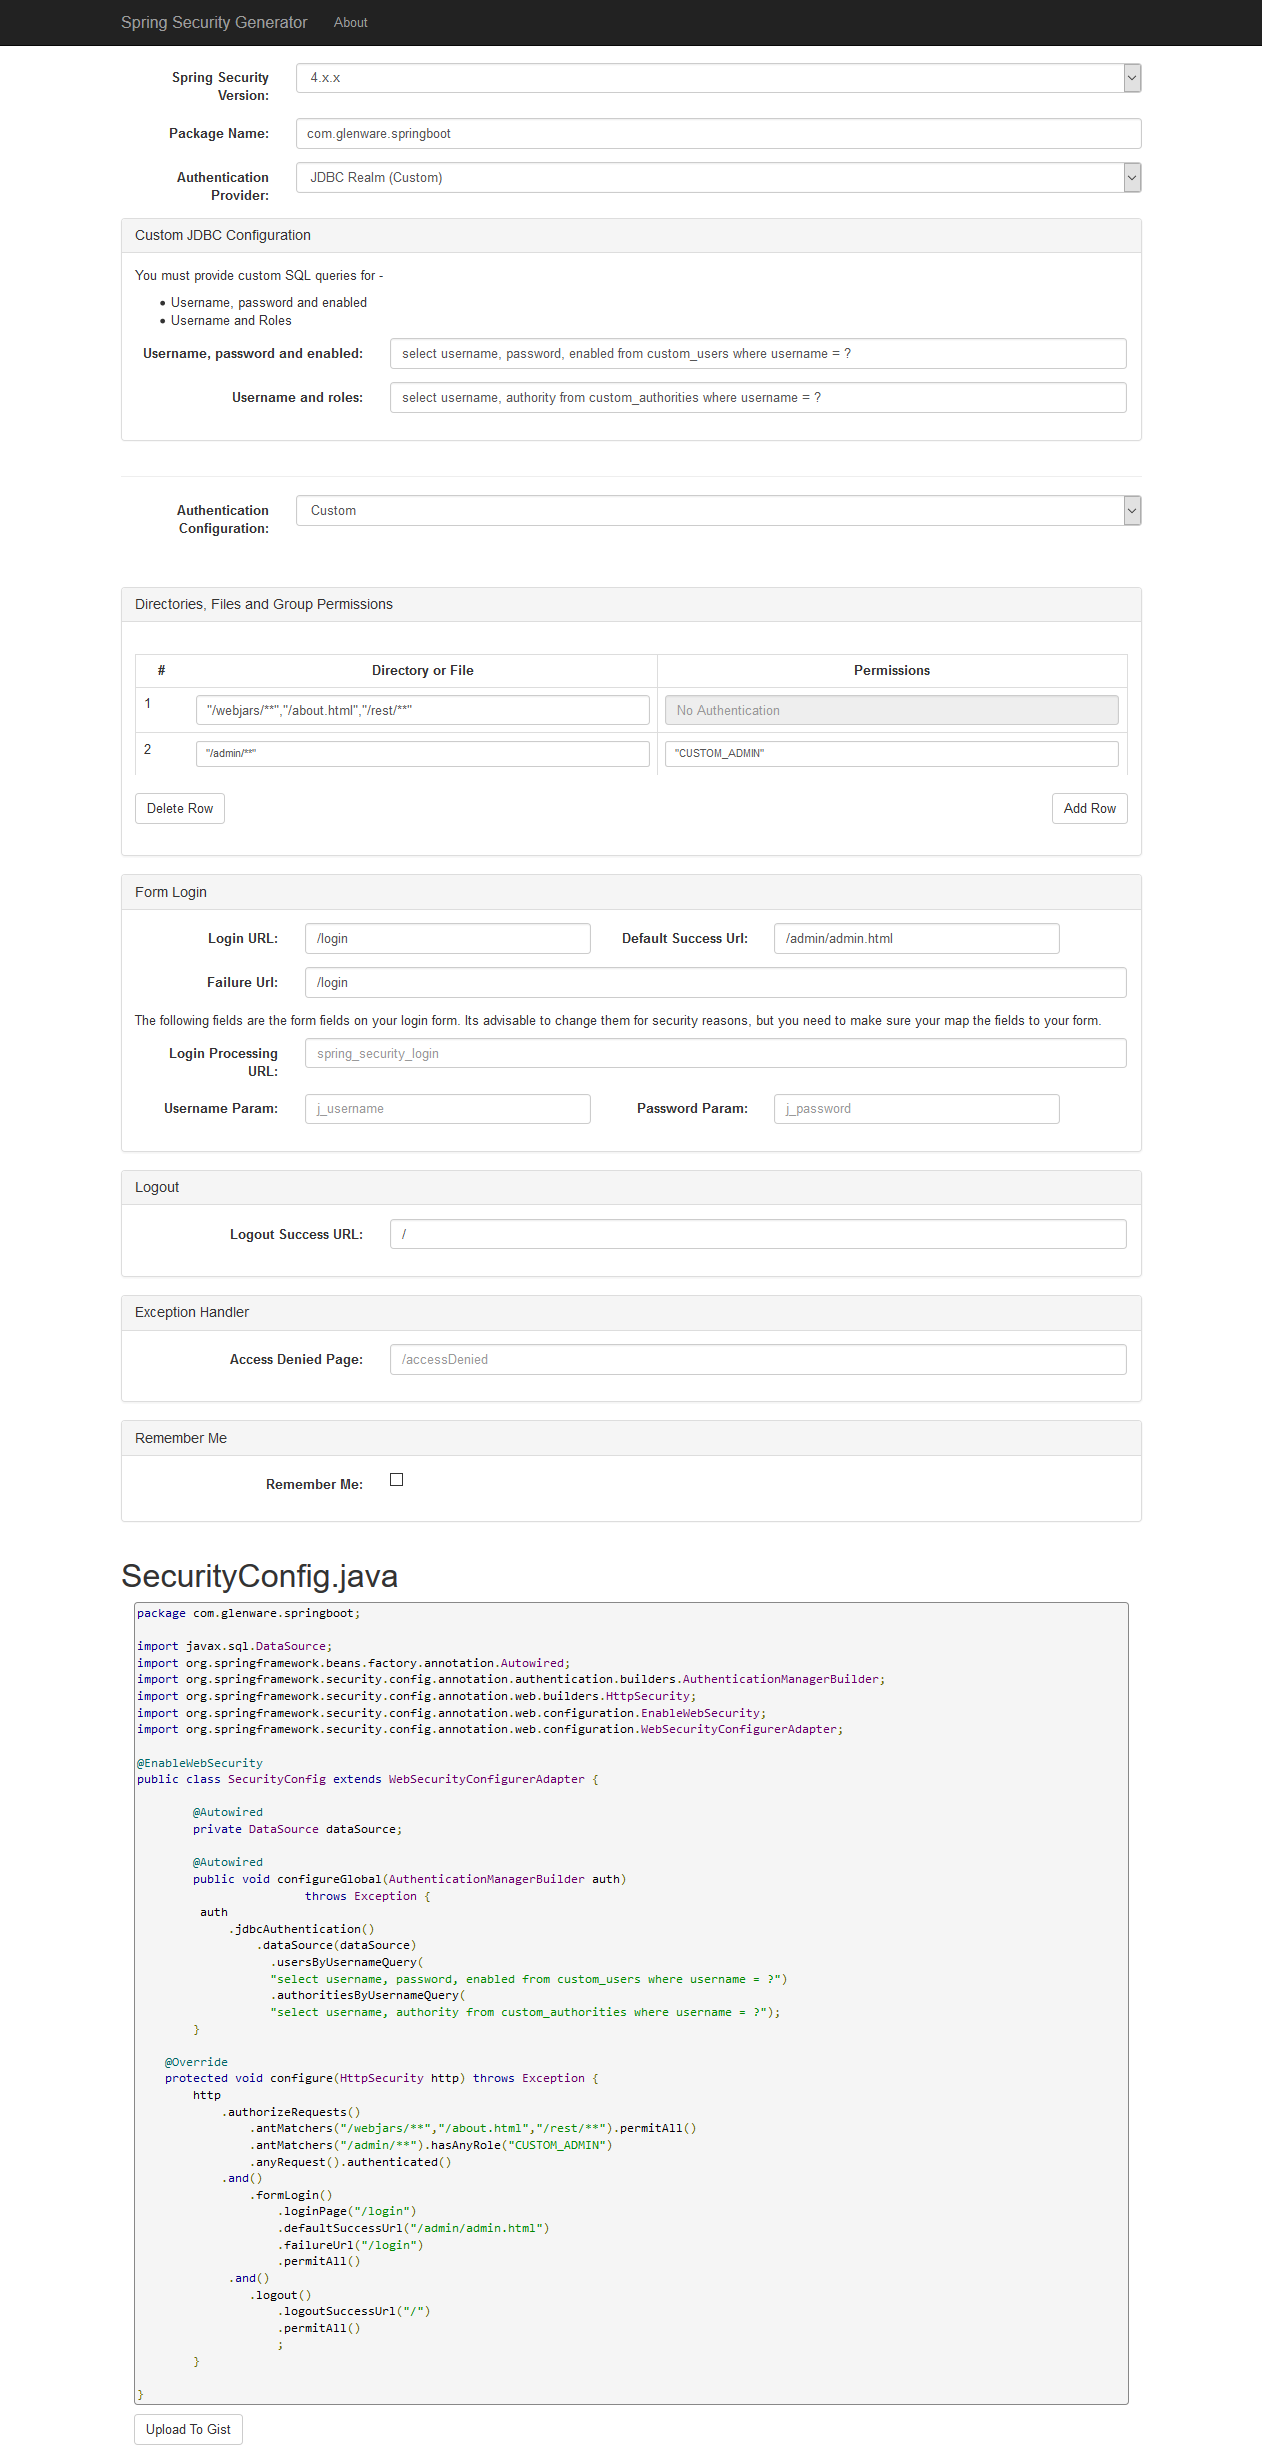 Spring Security Generator About
Spring Security Version: 4.x.x
Package Name: com.glenware.springboot
Authentication Provider: JDBC Realm (Custom)
Custom JDBC Configuration
You must provide custom SQL queries for -
• Username, password and enabled
• Username and Roles
Username, password and enabled: select username, password, enabled from custom_users where username = ?
Username and roles: select username, authority from custom_authorities where username = ?
Authentication Configuration: Custom
Directories, Files and Group Permissions
# Directory or File Permissions
1 "/webjars/**","/about.html","/rest/**" No Authentication
2 "/admin/**" "CUSTOM_ADMIN"
Delete Row Add Row
Form Login
Login URL: /login Default Success Url: /admin/admin.html
Failure Url: /login
The following fields are the form fields on your login form. Its advisable to change them for security reasons, but you need to make sure your map the fields to your form.
Login Processing URL: spring_security_login
Username Param: j_username Password Param: j_password
Logout
Logout Success URL: /
Exception Handler
Access Denied Page: /accessDenied
Remember Me
Remember Me:
SecurityConfig.java
package com.glenware.springboot;
import javax.sql.DataSource;
import org.springframework.beans.factory.annotation.Autowired;
import org.springframework.security.config.annotation.authentication.builders.AuthenticationManagerBuilder;
import org.springframework.security.config.annotation.web.builders.HttpSecurity;
import org.springframework.security.config.annotation.web.configuration.EnableWebSecurity;
import org.springframework.security.config.annotation.web.configuration.WebSecurityConfigurerAdapter;
@EnableWebSecurity
public class SecurityConfig extends WebSecurityConfigurerAdapter {
@Autowired
private DataSource dataSource;
@Autowired
public void configureGlobal(AuthenticationManagerBuilder auth)
throws Exception {
auth
.jdbcAuthentication()
.dataSource(dataSource)
.usersByUsernameQuery(
"select username, password, enabled from custom_users where username = ?")
.authoritiesByUsernameQuery(
"select username, authority from custom_authorities where username = ?");
}
@Override
protected void configure(HttpSecurity http) throws Exception {
http
.authorizeRequests()
.antMatchers("/webjars/**","/about.html","/rest/**").permitAll()
.antMatchers("/admin/**").hasAnyRole("CUSTOM_ADMIN")
.anyRequest().authenticated()
.and()
.formLogin()
.loginPage("/login")
.defaultSuccessUrl("/admin/admin.html")
.failureUrl("/login")
.permitAll()
.and()
.logout()
.logoutSuccessUrl("/")
.permitAll()
;
}
}
Upload To Gist